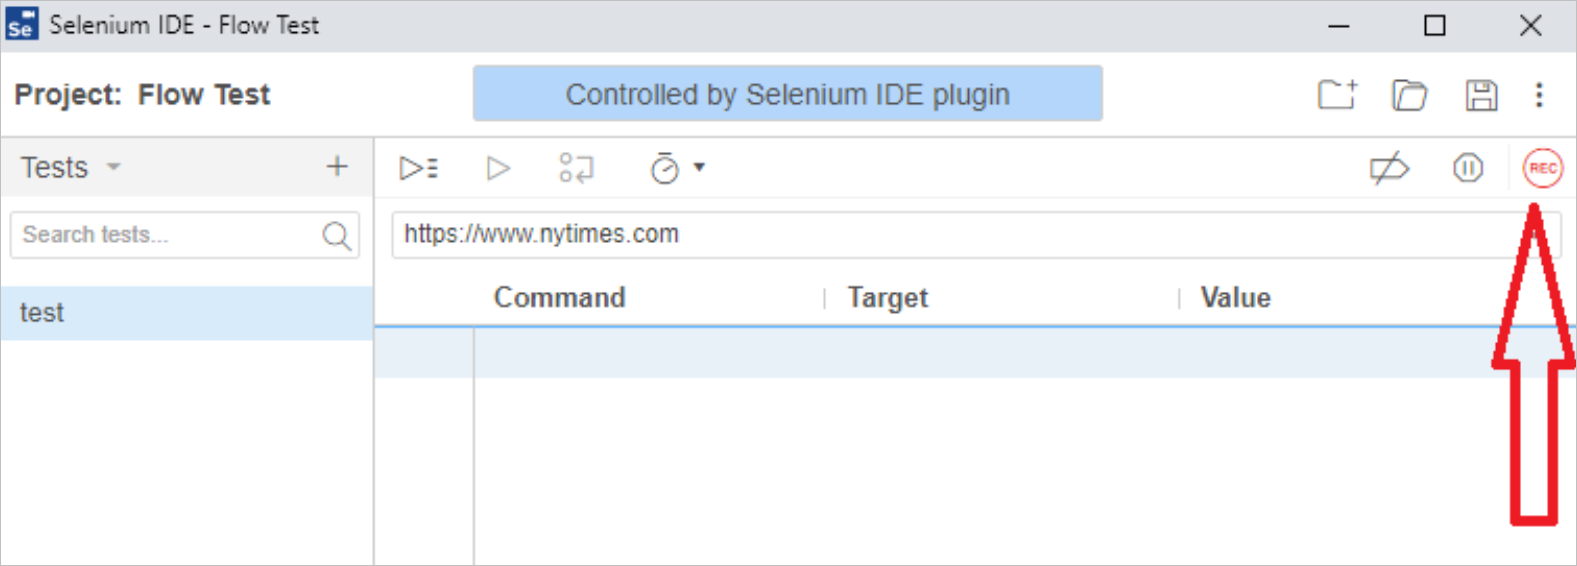 Se Selenium IDE - Flow Test
Project: Flow Test
Controlled by Selenium IDE plugin
Tests
REC
Search tests...
https://www.nytimes.com
Command Target Value
test